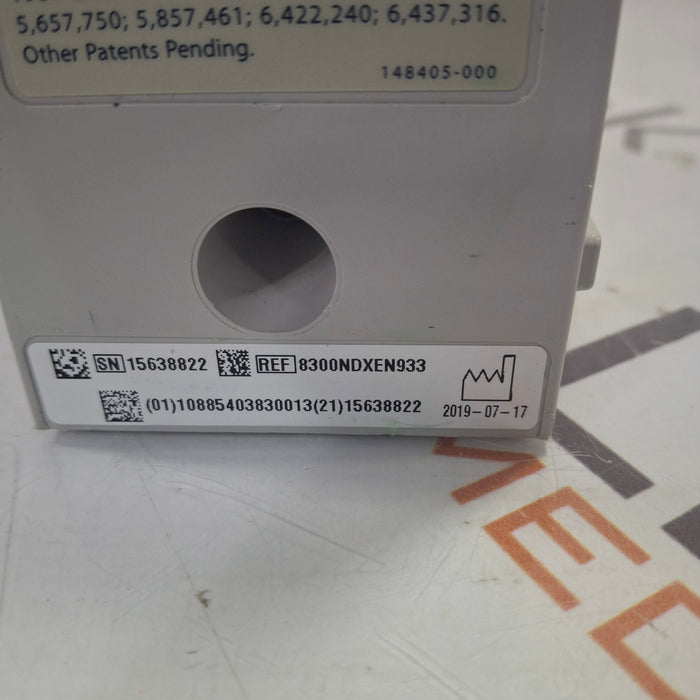 5,657,750; 5,857,461; 6,422,240; 6,437,316.
Other Patents Pending.
148405-000
SN 15638822 REF 8300NDXEN933
(01)10885403830013(21)15638822
2019-07-17
MEC